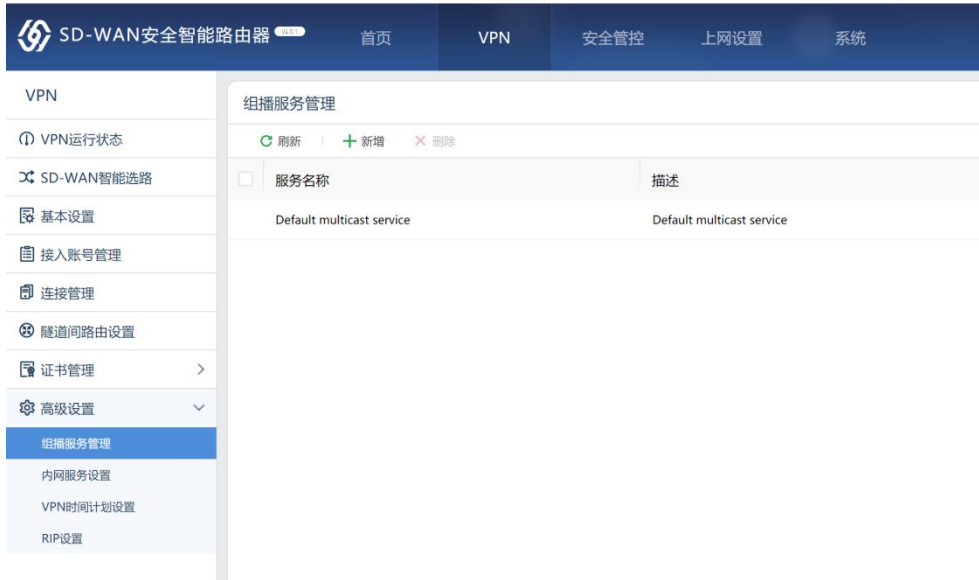 SD-WAN安全智能路由器 V4.0.1 首页 VPN 安全管控 上网设置 系统
VPN
VPN运行状态
SD-WAN智能选路
基本设置
接入账号管理
连接管理
隧道间路由设置
证书管理
高级设置
组播服务管理
内网服务设置
VPN时间计划设置
RIP设置
组播服务管理
刷新 新增 删除
服务名称 描述
Default multicast service Default multicast service